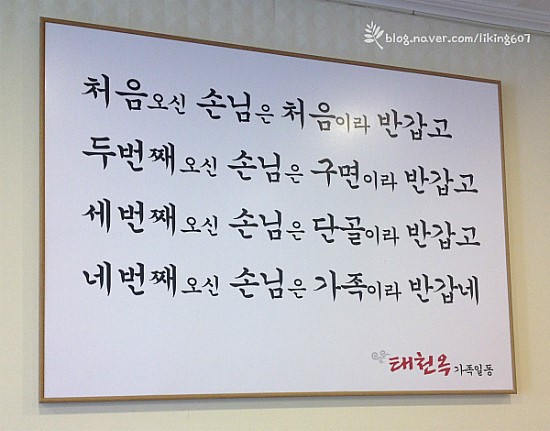 blog.naver.com/liking607
처음오신 손님은 처음이라 반갑고
두번째 오신 손님은 구면이라 반갑고
세번째 오신 손님은 단골이라 반갑고
네번째 오신 손님은 가족이라 반갑네
태천옥 가족일동